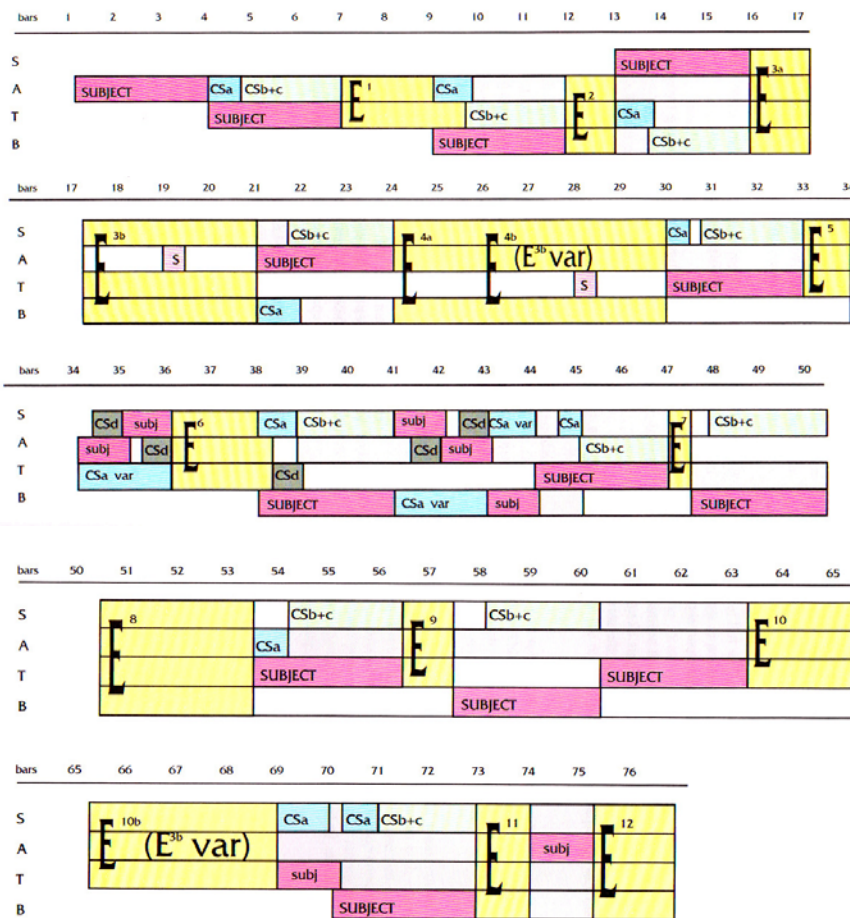 bars 1 2 3 4 5 6 7 8 9 10 11 12 13 14 15 16 17
S SUBJECT 3a
A SUBJECT CSa CSb+c E 1 CSa E 2 E
T SUBJECT CSb+c CSa
B SUBJECT CSb+c
bars 17 18 19 20 21 22 23 24 25 26 27 28 29 30 31 32 33 34
S E 3b CSb+c E 4a E 4b CSa CSb+c E 5
A S SUBJECT (E3b var)
T S SUBJECT
B CSa
bars 34 35 36 37 38 39 40 41 42 43 44 45 46 47 48 49 50
S CSd subj E 6 CSa CSb+c subj CSd CSa var CSa E 7 CSb+c
A subj CSd CSd subj CSb+c
T CSa var CSd SUBJECT
B SUBJECT CSa var subj SUBJECT
bars 50 51 52 53 54 55 56 57 58 59 60 61 62 63 64 65
S E 8 CSb+c E 9 CSb+c E 10
A CSa
T SUBJECT SUBJECT
B SUBJECT
bars 65 66 67 68 69 70 71 72 73 74 75 76
S E 10b (E3b var) CSa CSa CSb+c E 11 E 12
A subj
T subj
B SUBJECT